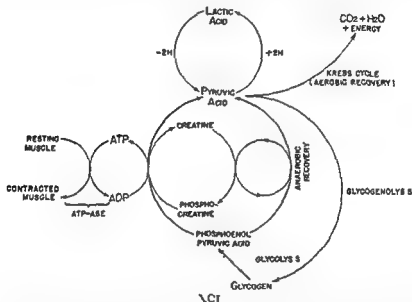 LACTIC
ACID
CO2 + H2O
+ ENERGY
-2H
+2H
PYRUVIC
ACID
KREBS CYCLE
(AEROBIC RECOVERY)
RESTING
MUSCLE
ATP
CREATINE
CONTRACTED
MUSCLE
ADP
ATP-ASE
PHOSPHO-
CREATINE
ANAEROBIC
RECOVERY
GLYCOGENOLYSIS
PHOSPHOENOL
PYRUVIC ACID
GLYCOLYSIS
GLYCOGEN